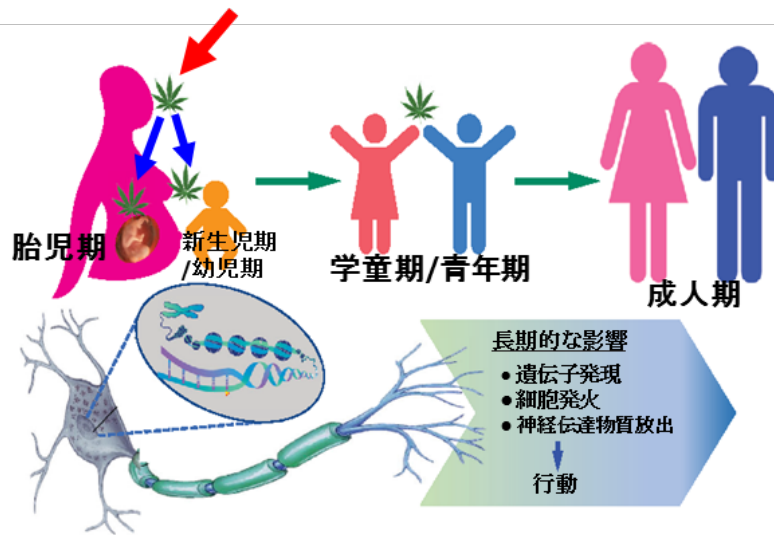 胎児期
新生児期
/幼児期
学童期/青年期
成人期
長期的な影響
● 遺伝子発現
● 細胞発火
● 神経伝達物質放出
行動